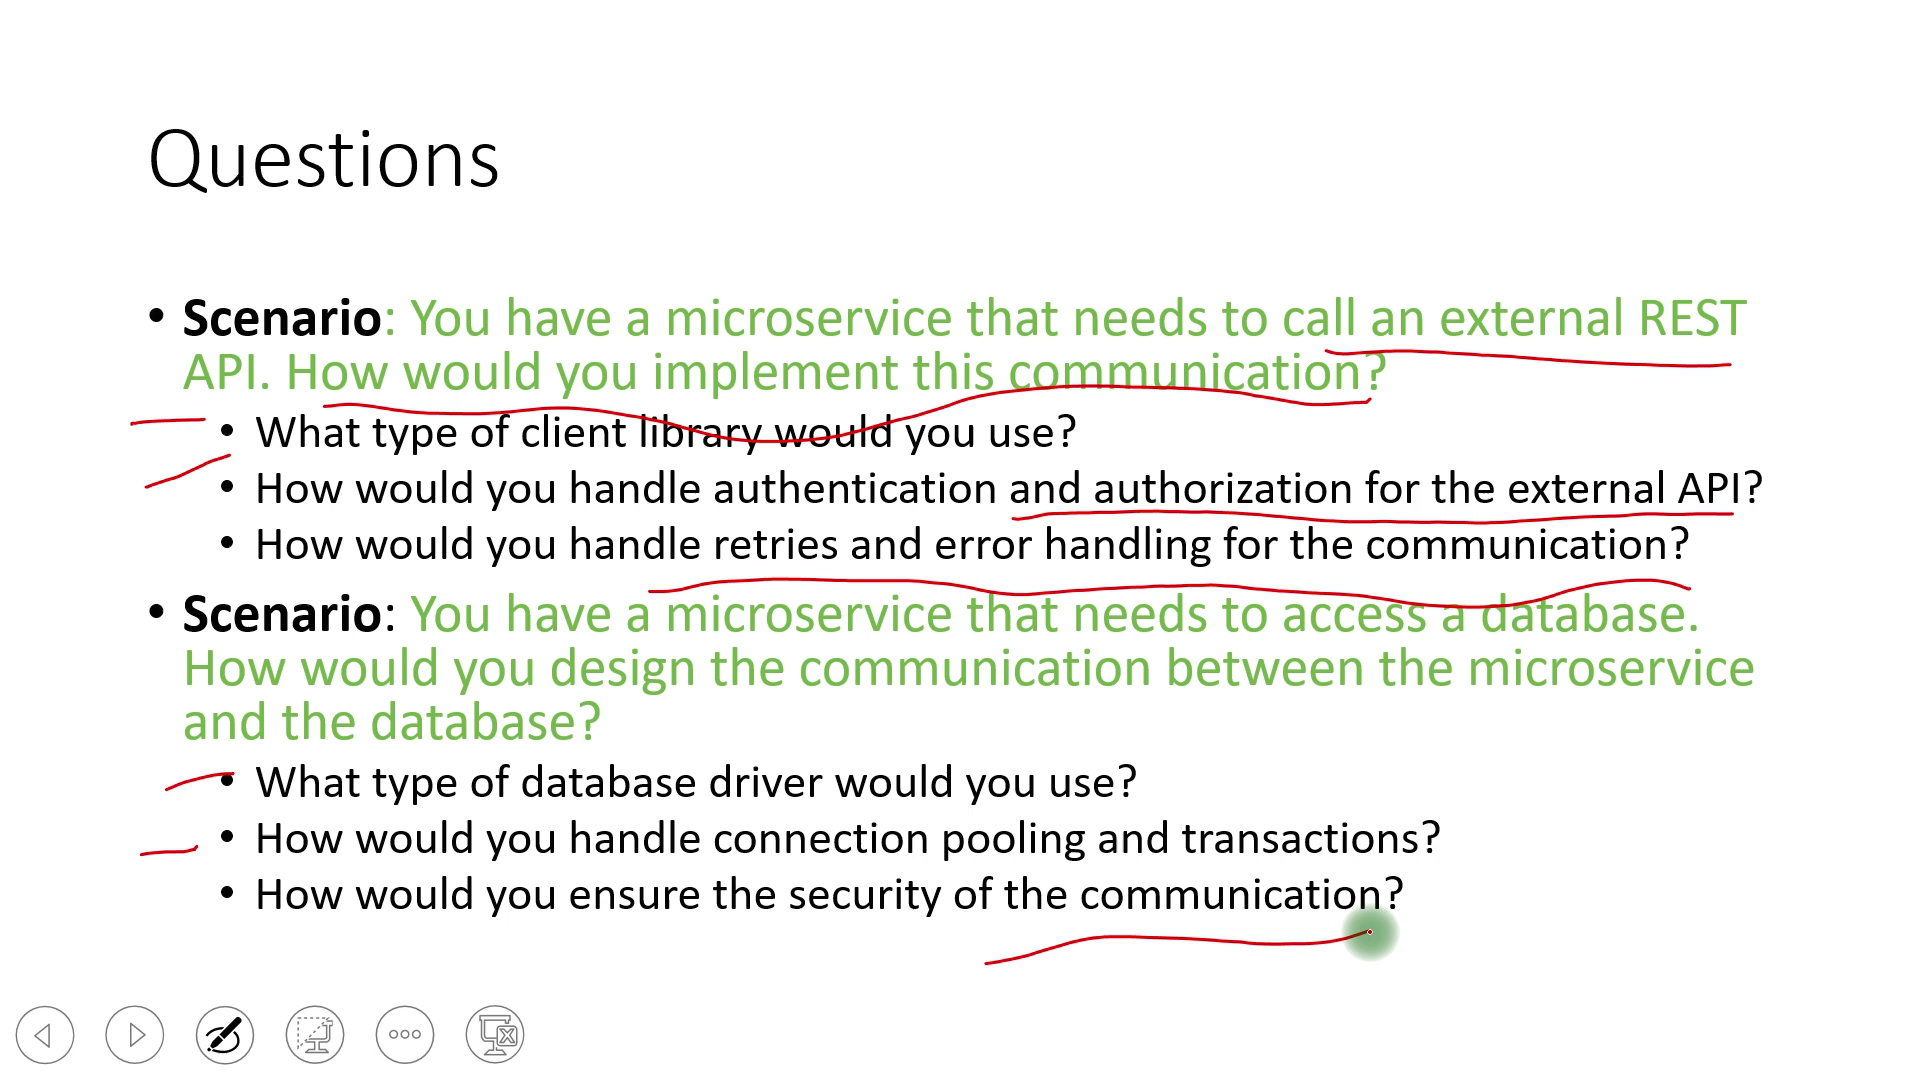 Questions
• Scenario: You have a microservice that needs to call an external REST
API. How would you implement this communication?
• What type of client library would you use?
• How would you handle authentication and authorization for the external API?
• How would you handle retries and error handling for the communication?
• Scenario: You have a microservice that needs to access a database.
How would you design the communication between the microservice
and the database?
• What type of database driver would you use?
• How would you handle connection pooling and transactions?
• How would you ensure the security of the communication?